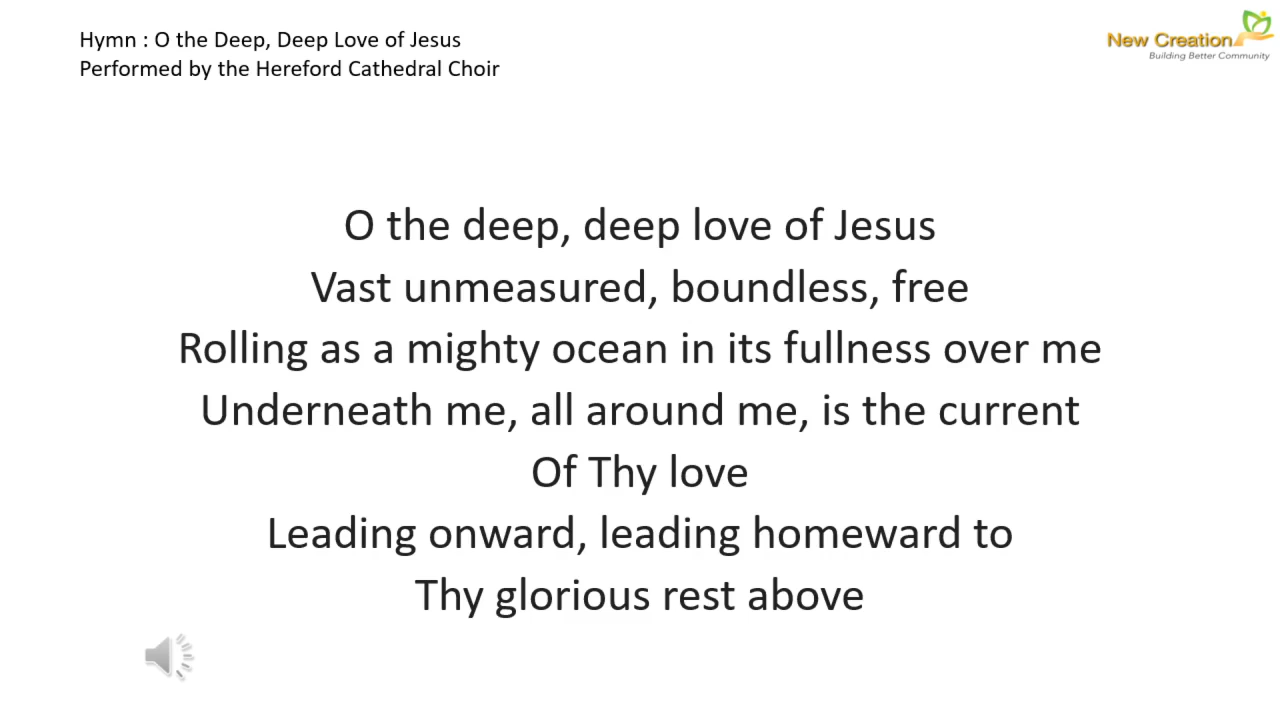 Hymn : O the Deep, Deep Love of Jesus
Performed by the Hereford Cathedral Choir
New Creation
Building Better Community
O the deep, deep love of Jesus
Vast unmeasured, boundless, free
Rolling as a mighty ocean in its fullness over me
Underneath me, all around me, is the current
Of Thy love
Leading onward, leading homeward to
Thy glorious rest above